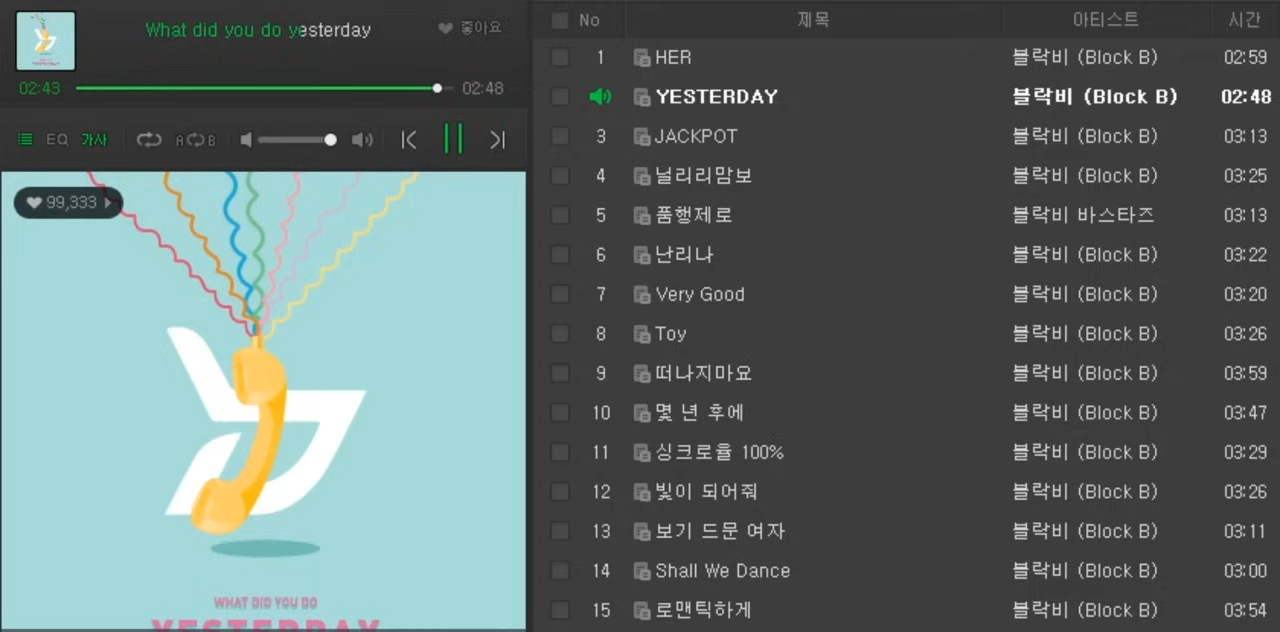 What did you do yesterday
좋아요
02:43
02:48
EQ 가사
A B
99,333
WHAT DID YOU DO
YESTERDAY
No 제목 아티스트 시간
1 HER 블락비 (Block B) 02:59
YESTERDAY 블락비 (Block B) 02:48
3 JACKPOT 블락비 (Block B) 03:13
4 널리리맘보 블락비 (Block B) 03:25
5 품행제로 블락비 바스타즈 03:13
6 난리나 블락비 (Block B) 03:22
7 Very Good 블락비 (Block B) 03:20
8 Toy 블락비 (Block B) 03:26
9 떠나지마요 블락비 (Block B) 03:59
10 몇 년 후에 블락비 (Block B) 03:47
11 싱크로율 100% 블락비 (Block B) 03:29
12 빛이 되어줘 블락비 (Block B) 03:26
13 보기 드문 여자 블락비 (Block B) 03:11
14 Shall We Dance 블락비 (Block B) 03:00
15 로맨틱하게 블락비 (Block B) 03:54